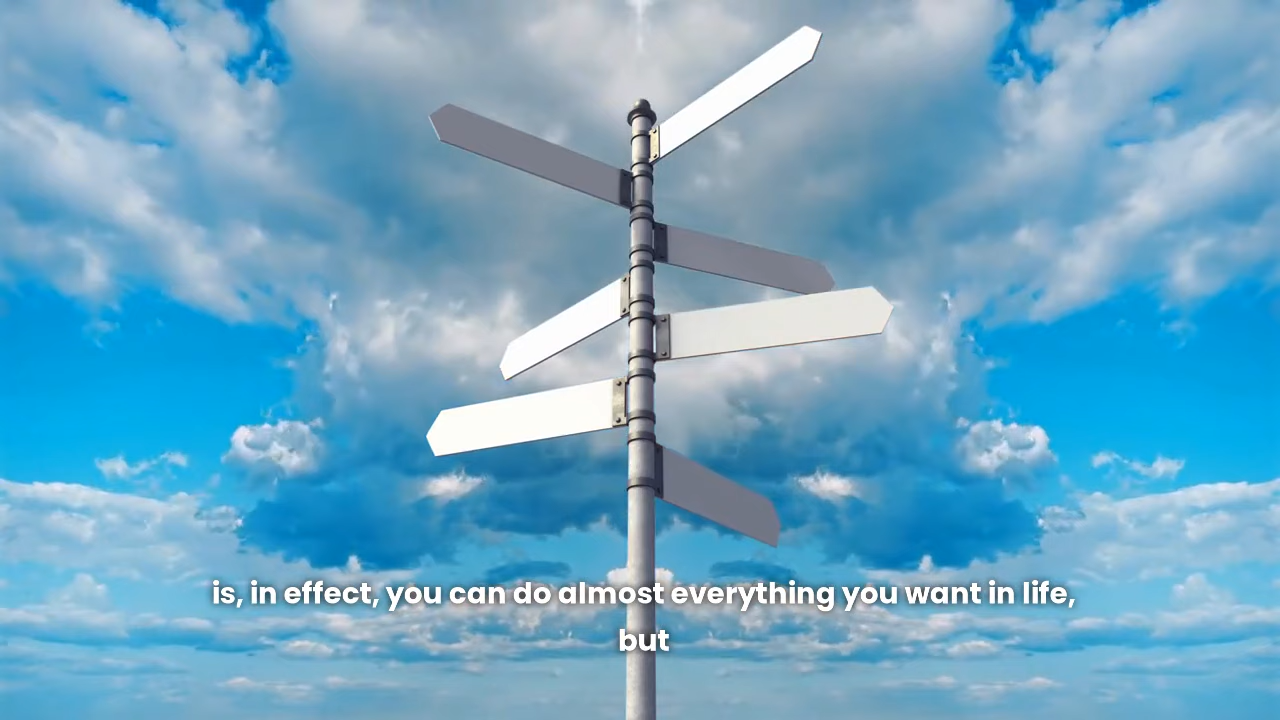 is, in effect, you can do almost everything you want in life,
but